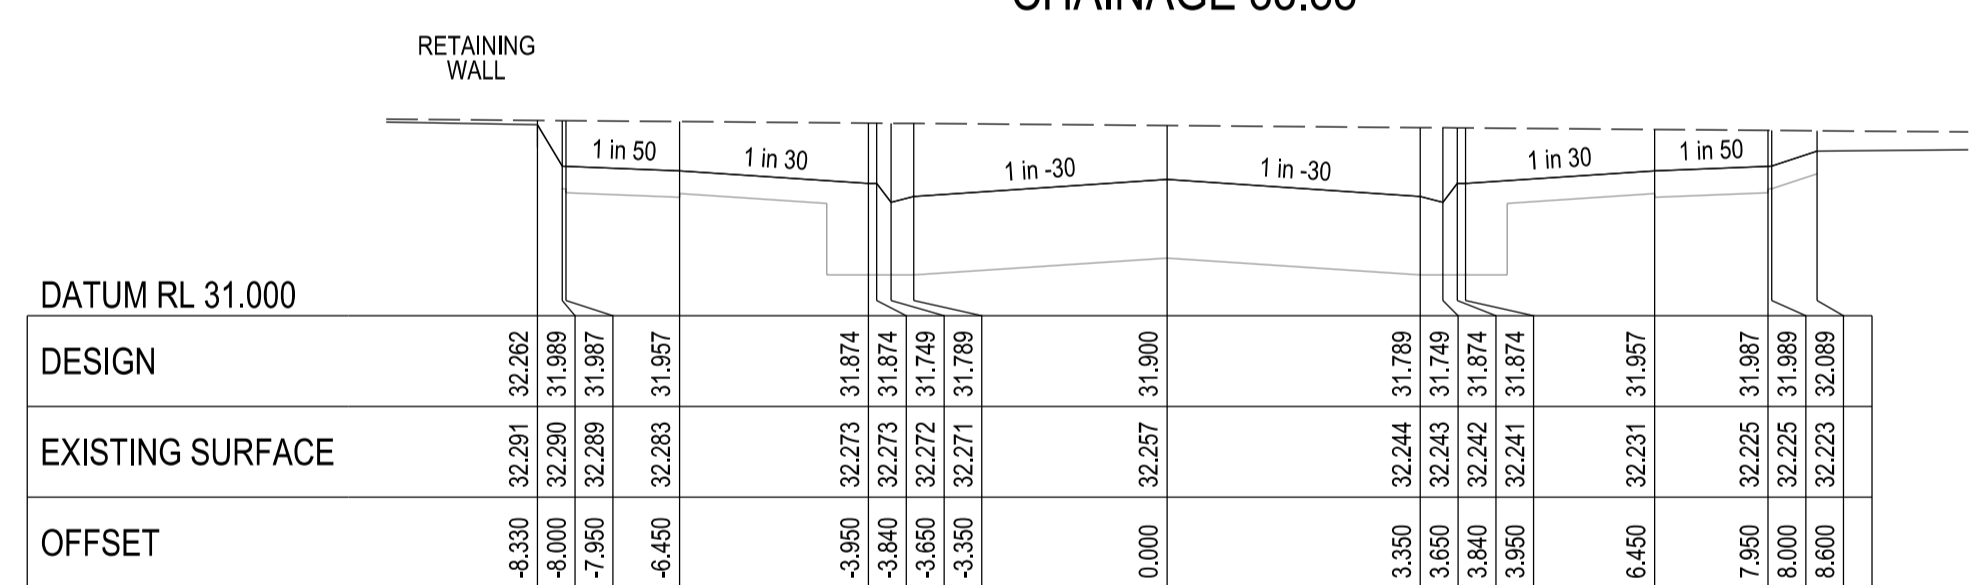 RETAINING
WALL
1 in 50
1 in 30
1 in -30
1 in -30
1 in 30
1 in 50
DATUM RL 31.000
DESIGN 32.262 31.989 31.987 31.957 31.874 31.874 31.749 31.789 31.900 31.789 31.749 31.874 31.874 31.957 31.987 31.989 32.089
EXISTING SURFACE 32.291 32.290 32.289 32.283 32.273 32.273 32.272 32.271 32.257 32.244 32.243 32.242 32.241 32.231 32.225 32.225 32.223
OFFSET -8.330 -8.000 -7.950 -6.450 -3.950 -3.840 -3.650 -3.350 0.000 3.350 3.650 3.840 3.950 6.450 7.950 8.000 8.600